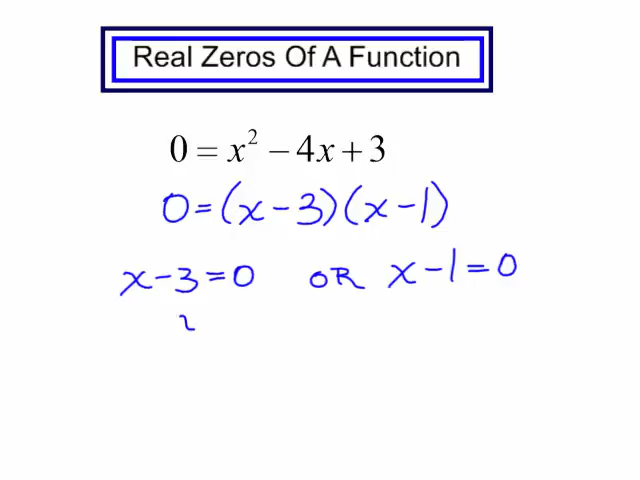 Real Zeros Of A Function
0 = x² − 4x + 3
0 = (x − 3)(x − 1)
x − 3 = 0 OR x − 1 = 0